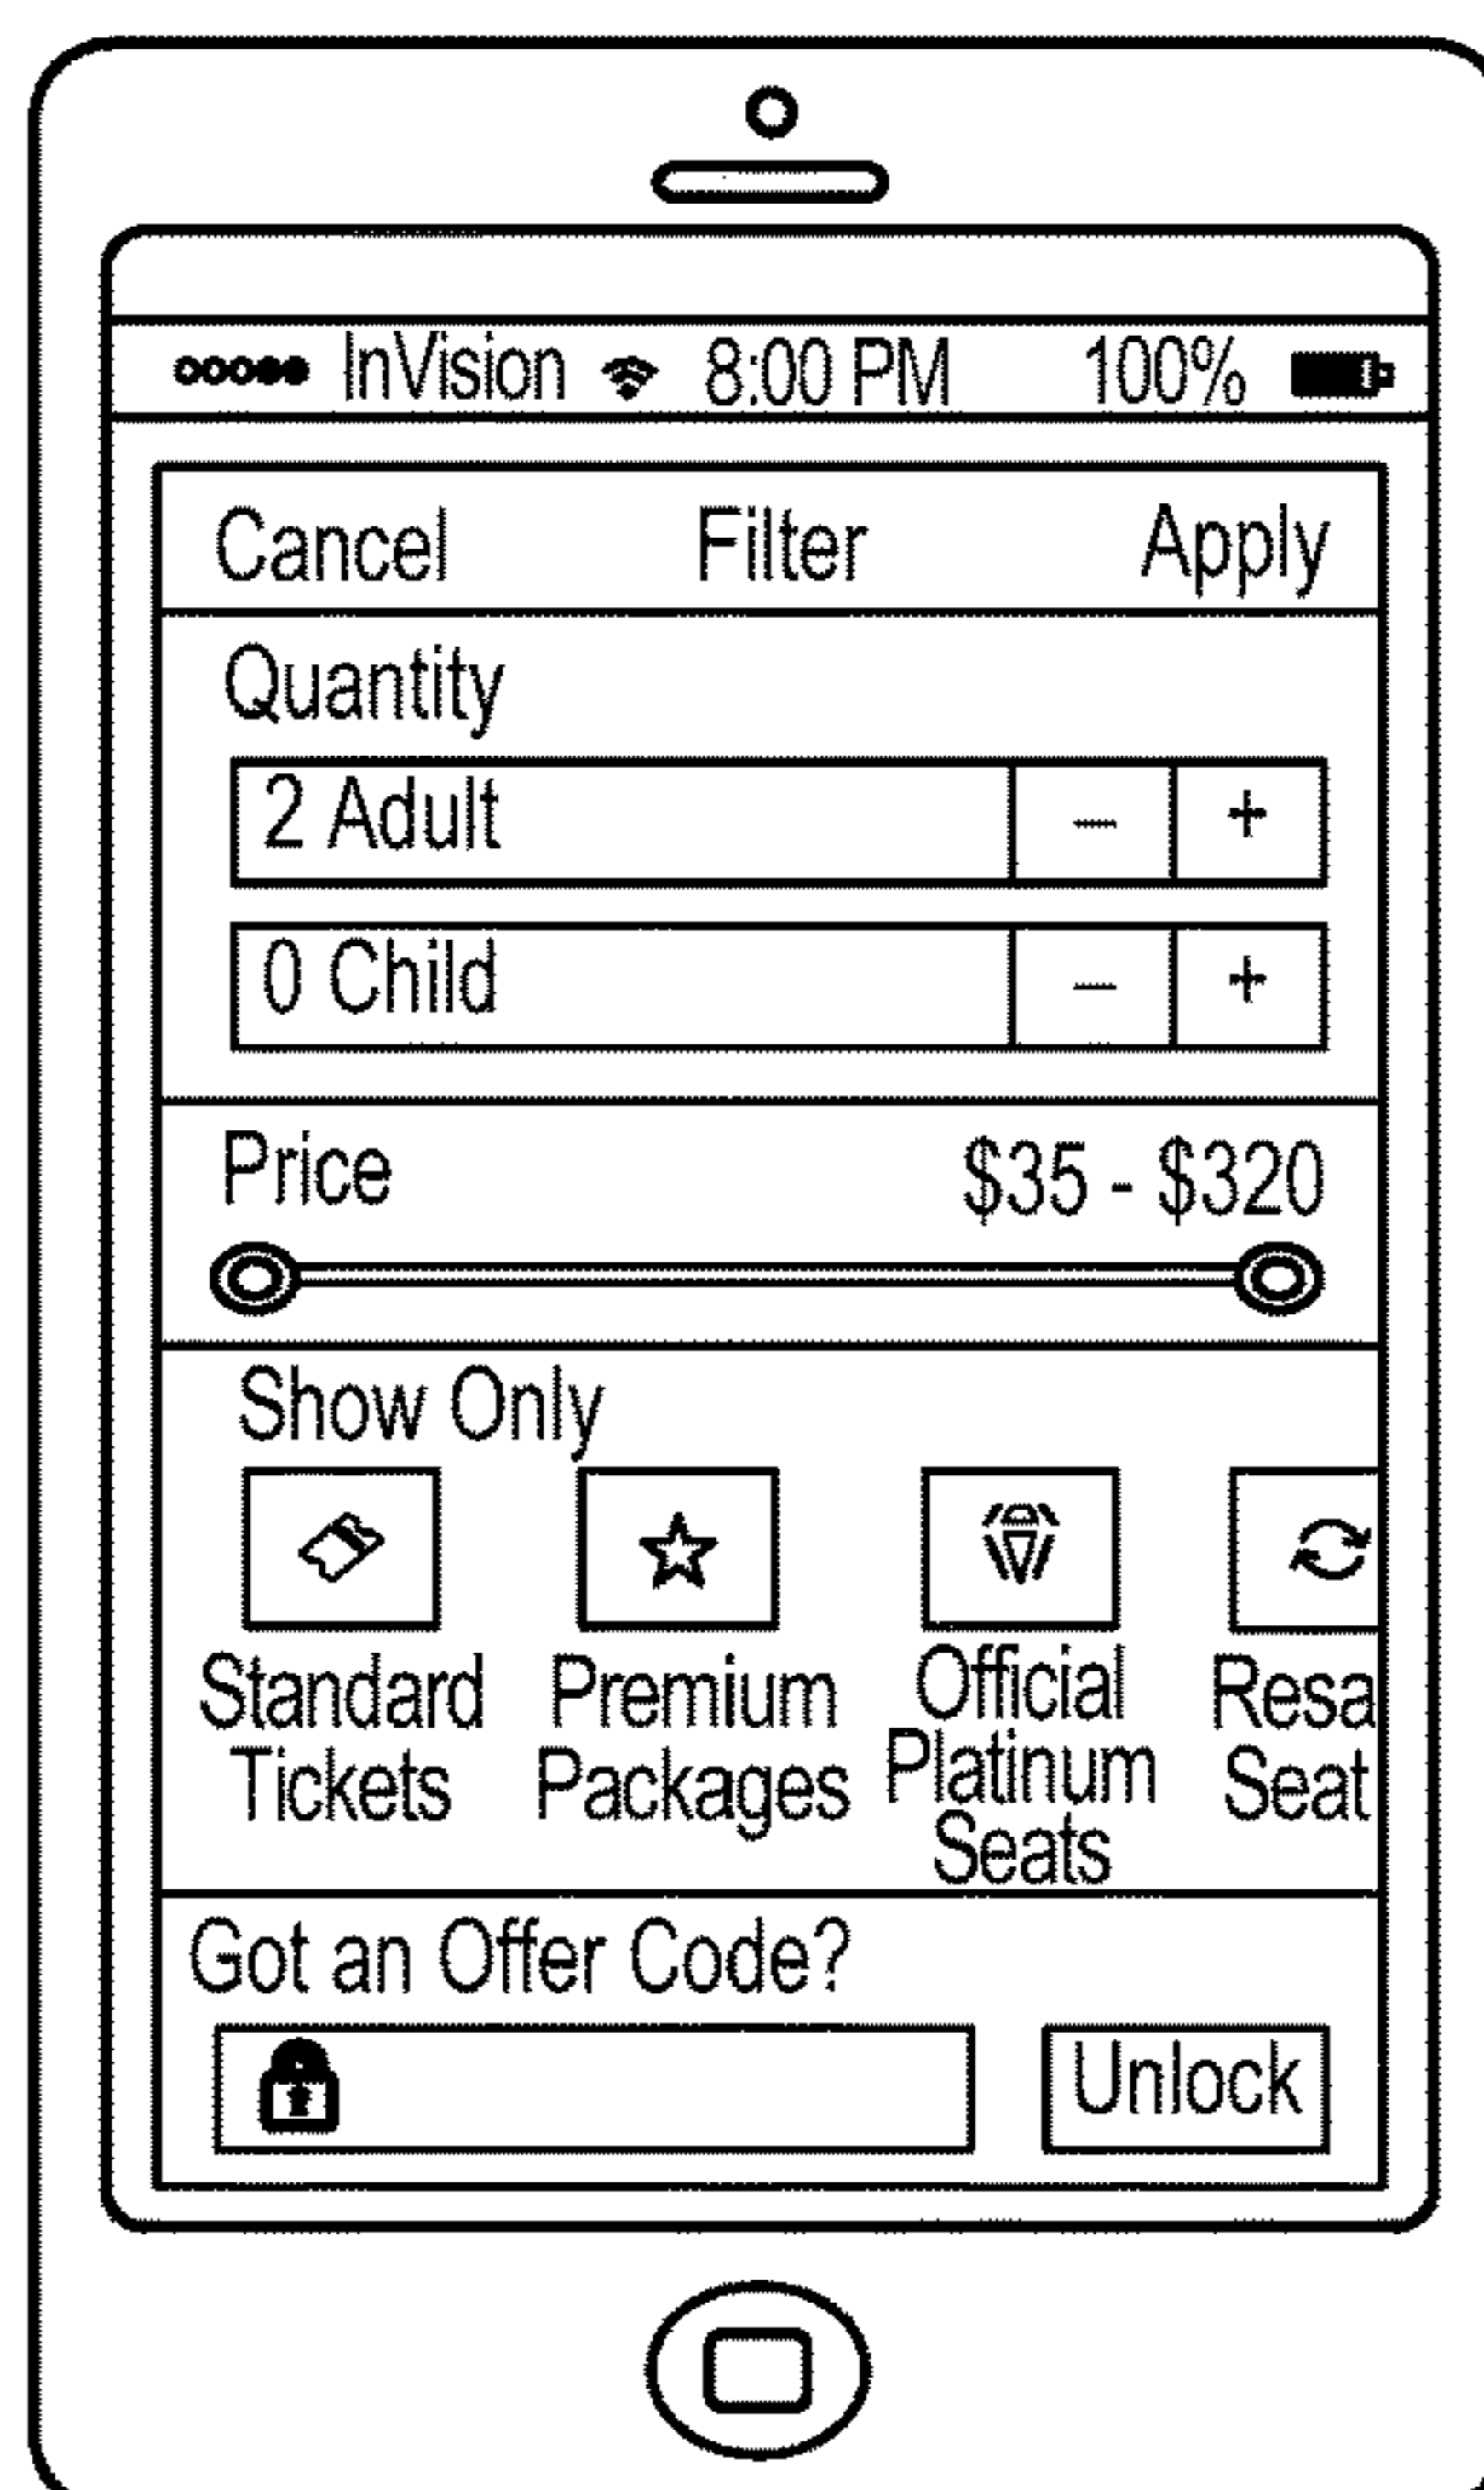 InVision 8:00 PM 100%
Cancel Filter Apply
Quantity
2 Adult – +
0 Child – +
Price $35 - $320
Show Only
Standard Tickets
Premium Packages
Official Platinum Seats
Resa
Seat
Got an Offer Code?
Unlock